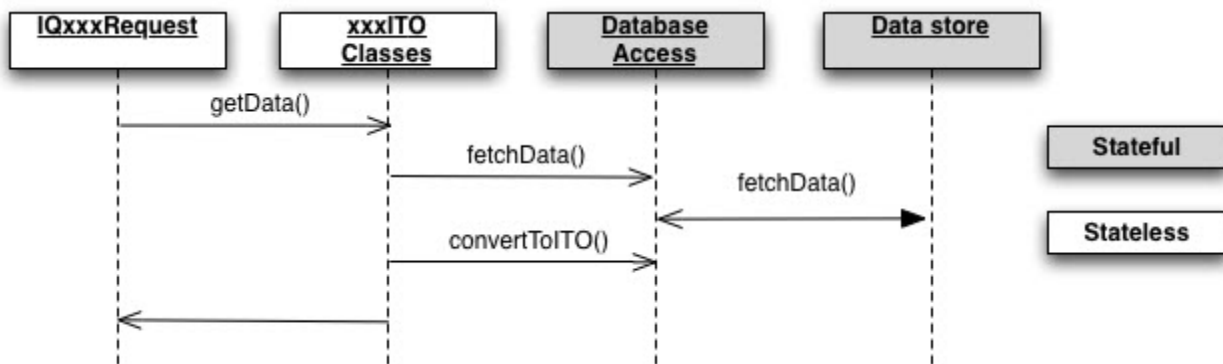 IQxxxRequest
xxxITO
Classes
Database
Access
Data store
getData()
fetchData()
fetchData()
convertToITO()
Stateful
Stateless